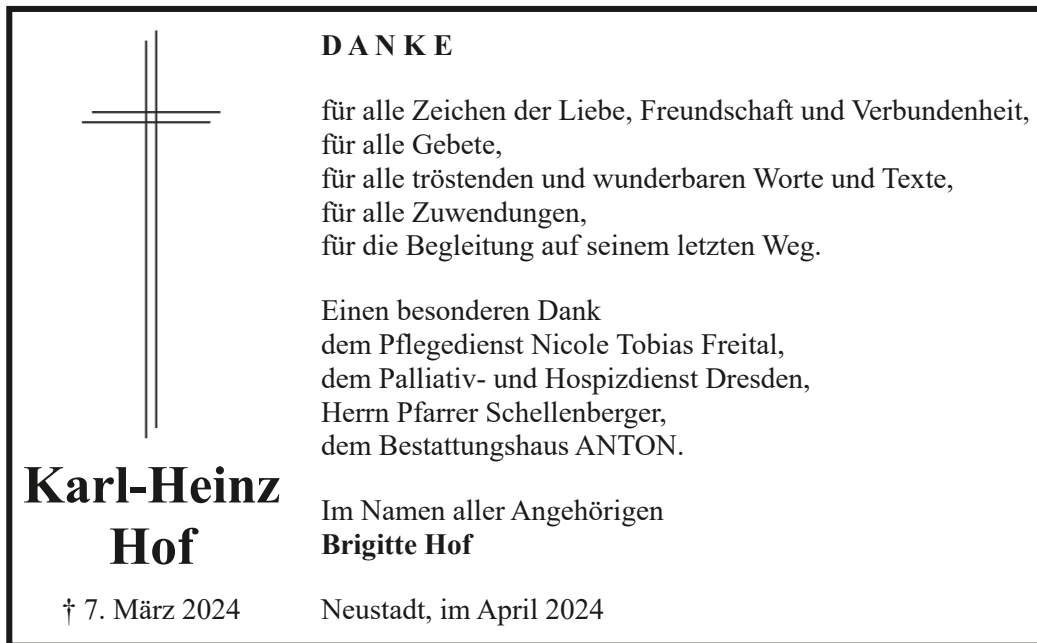 DANKE
für alle Zeichen der Liebe, Freundschaft und Verbundenheit,
für alle Gebete,
für alle tröstenden und wunderbaren Worte und Texte,
für alle Zuwendungen,
für die Begleitung auf seinem letzten Weg.
Einen besonderen Dank
dem Pflegedienst Nicole Tobias Freital,
dem Palliativ- und Hospizdienst Dresden,
Herrn Pfarrer Schellenberger,
dem Bestattungshaus ANTON.
Karl-Heinz
Hof
† 7. März 2024
Im Namen aller Angehörigen
Brigitte Hof
Neustadt, im April 2024